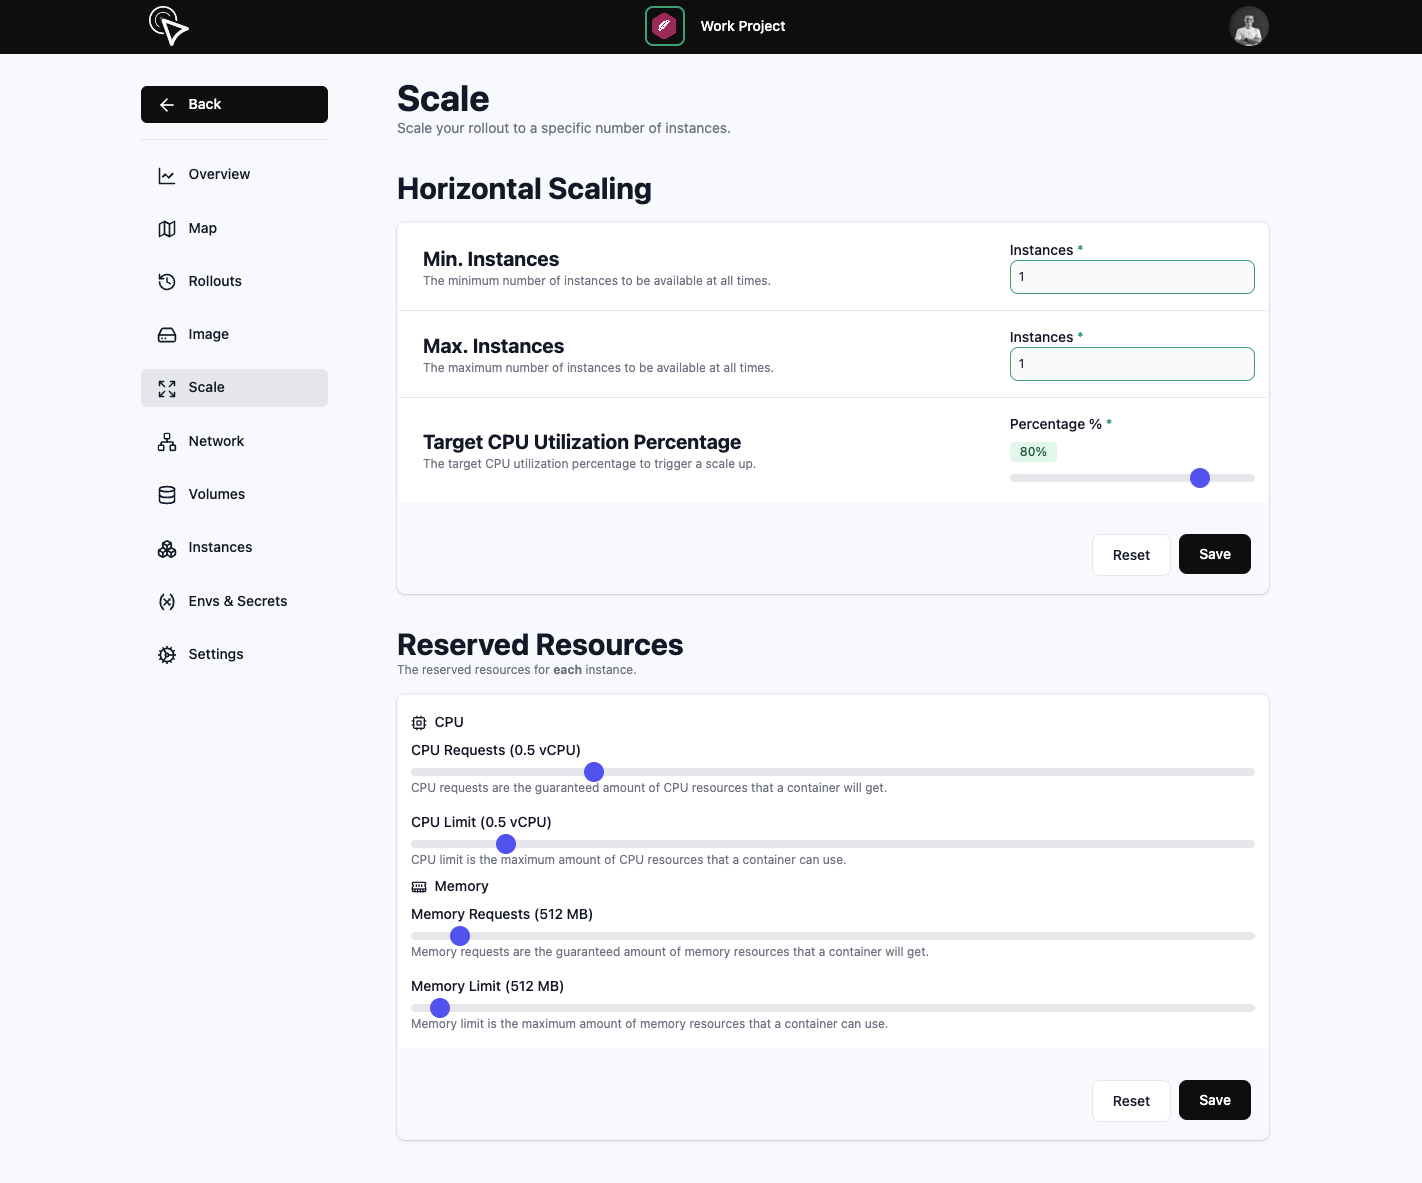 Work Project
Back
Overview
Map
Rollouts
Image
Scale
Network
Volumes
Instances
Envs & Secrets
Settings
Scale
Scale your rollout to a specific number of instances.
Horizontal Scaling
Min. Instances
The minimum number of instances to be available at all times.
Instances *
1
Max. Instances
The maximum number of instances to be available at all times.
Instances *
1
Target CPU Utilization Percentage
The target CPU utilization percentage to trigger a scale up.
Percentage % *
80%
Reset
Save
Reserved Resources
The reserved resources for each instance.
CPU
CPU Requests (0.5 vCPU)
CPU requests are the guaranteed amount of CPU resources that a container will get.
CPU Limit (0.5 vCPU)
CPU limit is the maximum amount of CPU resources that a container can use.
Memory
Memory Requests (512 MB)
Memory requests are the guaranteed amount of memory resources that a container will get.
Memory Limit (512 MB)
Memory limit is the maximum amount of memory resources that a container can use.
Reset
Save